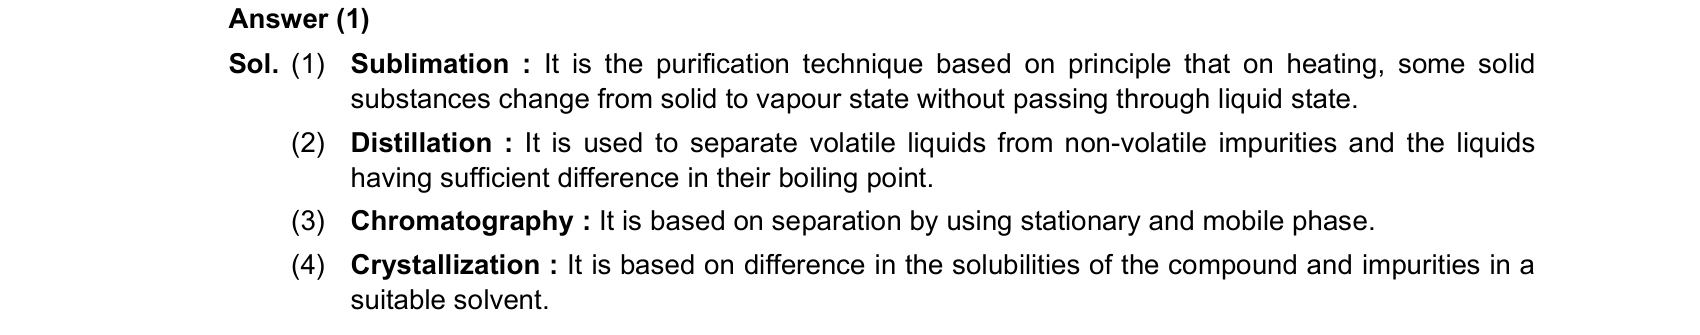 Answer (1)
Sol. (1) Sublimation : It is the purification technique based on principle that on heating, some solid
substances change from solid to vapour state without passing through liquid state.
(2) Distillation : It is used to separate volatile liquids from non-volatile impurities and the liquids
having sufficient difference in their boiling point.
(3) Chromatography : It is based on separation by using stationary and mobile phase.
(4) Crystallization : It is based on difference in the solubilities of the compound and impurities in a
suitable solvent.